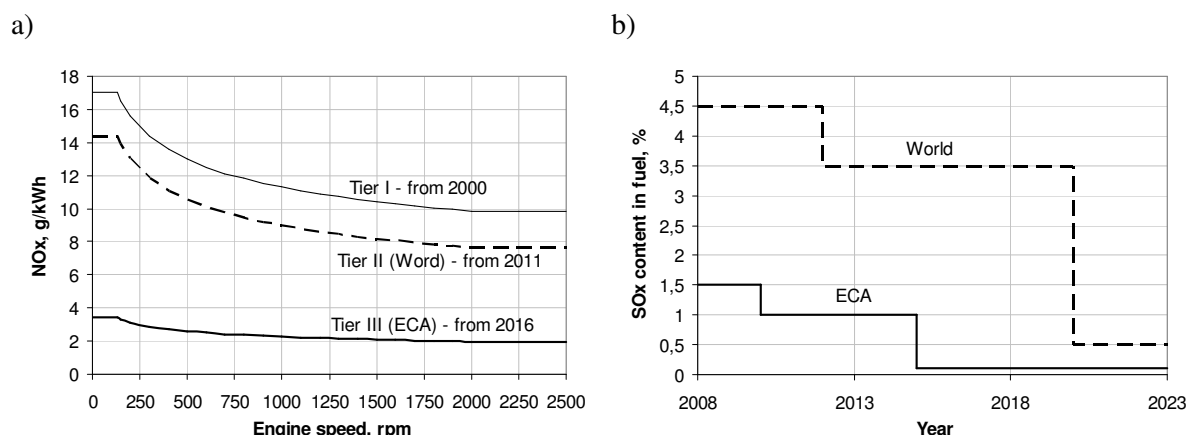 a)
b)
NOx, g/kWh
18
16
14
12
10
8
6
4
2
0
Tier I - from 2000
Tier II (Word) - from 2011
Tier III (ECA) - from 2016
0 250 500 750 1000 1250 1500 1750 2000 2250 2500
Engine speed, rpm
SOx content in fuel, %
5
4,5
4
3,5
3
2,5
2
1,5
1
0,5
0
World
ECA
2008 2013 2018 2023
Year